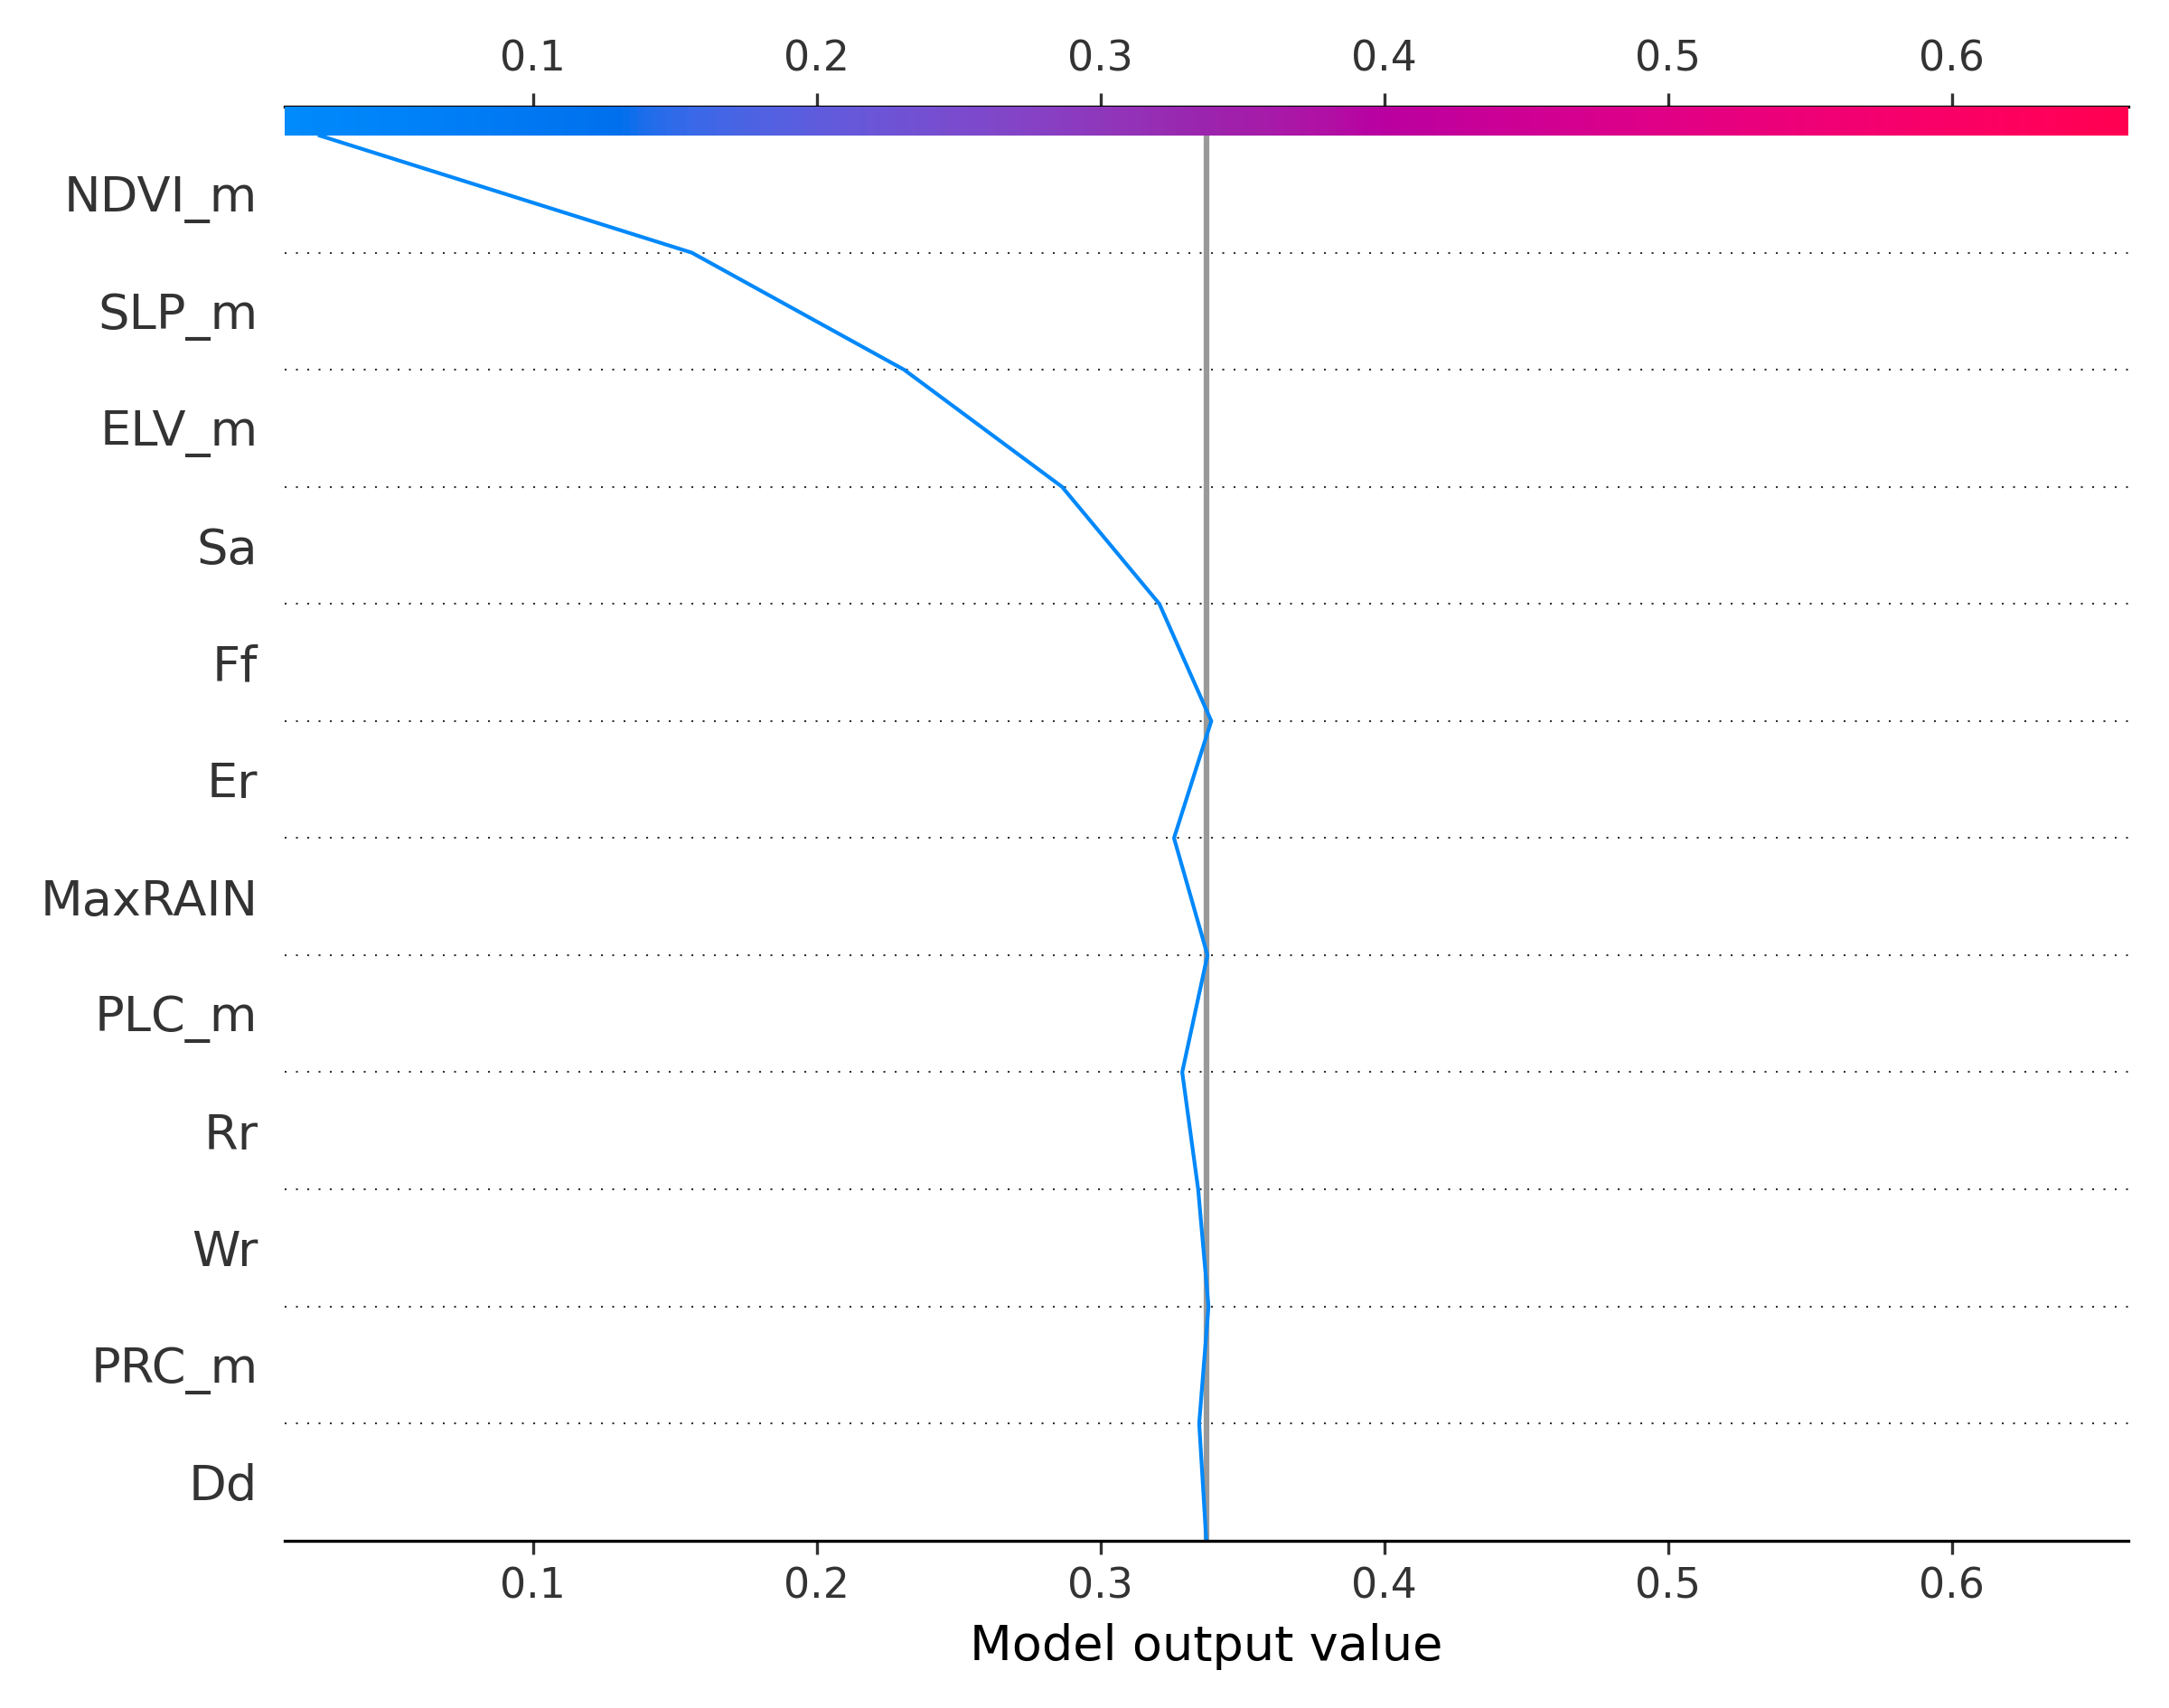 0.1 0.2 0.3 0.4 0.5 0.6
NDVI_m
SLP_m
ELV_m
Sa
Ff
Er
MaxRAIN
PLC_m
Rr
Wr
PRC_m
Dd
0.1 0.2 0.3 0.4 0.5 0.6
Model output value